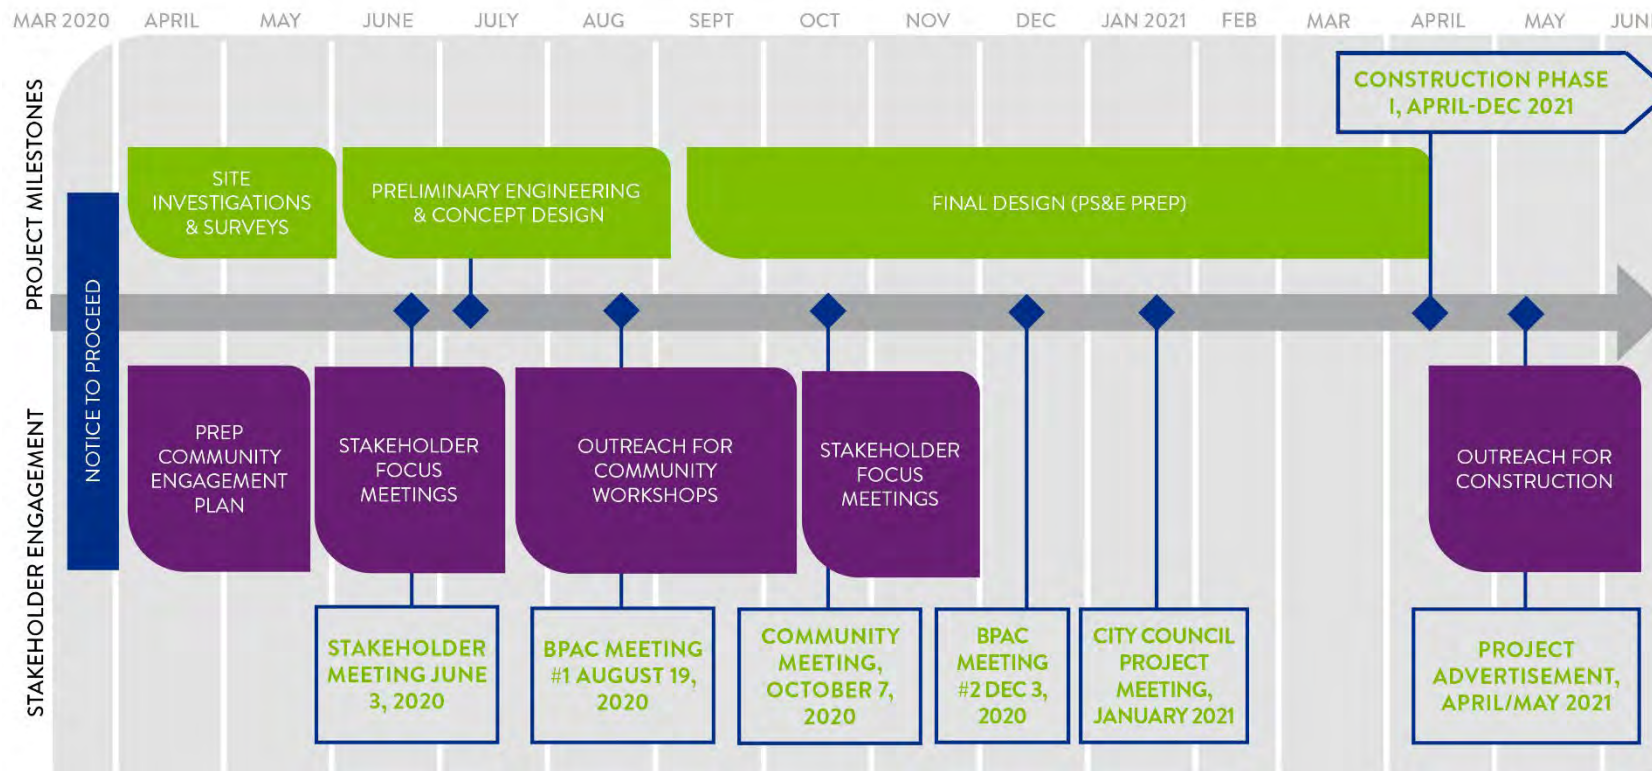 MAR 2020 APRIL MAY JUNE JULY AUG SEPT OCT NOV DEC JAN 2021 FEB MAR APRIL MAY JUNE
PROJECT MILESTONES
CONSTRUCTION PHASE
I, APRIL-DEC 2021
SITE
INVESTIGATIONS
& SURVEYS
PRELIMINARY ENGINEERING
& CONCEPT DESIGN
FINAL DESIGN (PS&E PREP)
NOTICE TO PROCEED
STAKEHOLDER ENGAGEMENT
PREP
COMMUNITY
ENGAGEMENT
PLAN
STAKEHOLDER
FOCUS
MEETINGS
OUTREACH FOR
COMMUNITY
WORKSHOPS
STAKEHOLDER
FOCUS
MEETINGS
OUTREACH FOR
CONSTRUCTION
STAKEHOLDER
MEETING JUNE
3, 2020
BPAC MEETING
#1 AUGUST 19,
2020
COMMUNITY
MEETING,
OCTOBER 7,
2020
BPAC
MEETING
#2 DEC 3,
2020
CITY COUNCIL
PROJECT
MEETING,
JANUARY 2021
PROJECT
ADVERTISEMENT,
APRIL/MAY 2021